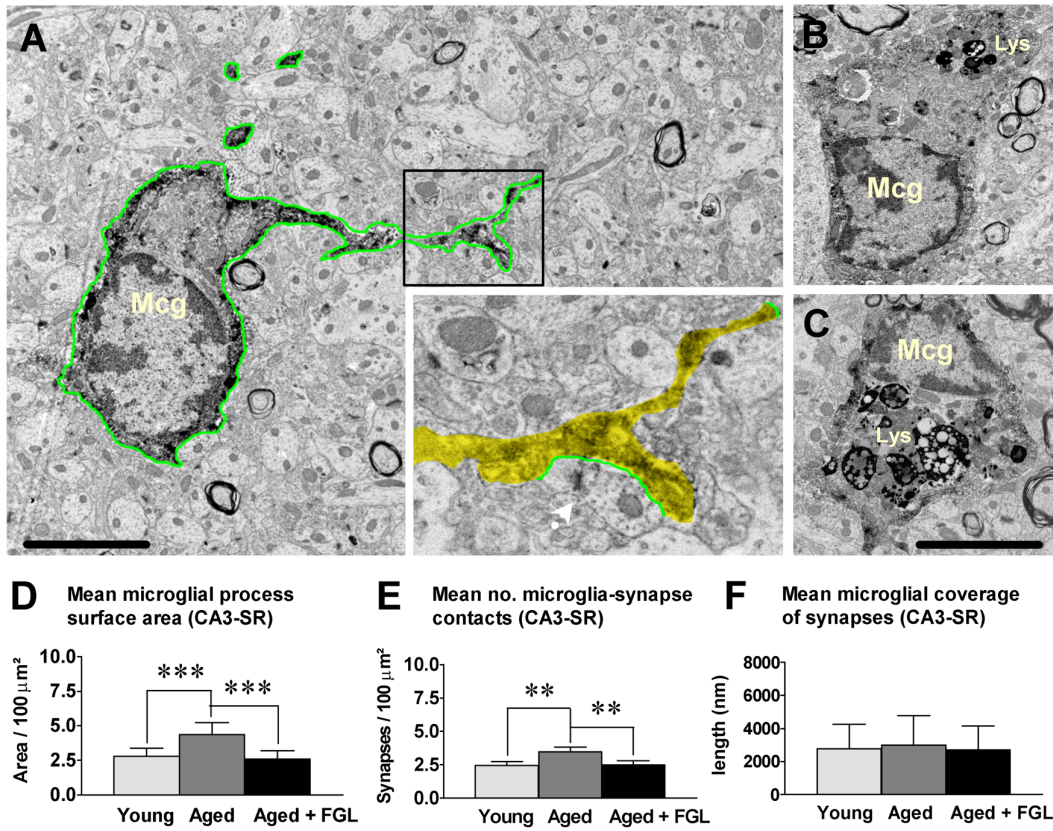 A
Mcg
B
Lys
Mcg
C
Mcg
Lys
D Mean microglial process
surface area (CA3-SR)
10.0
7.5
5.0
2.5
0.0
Area / 100 µm²
***
***
Young Aged Aged + FGL
E Mean no. microglia-synapse
contacts (CA3-SR)
10.0
7.5
5.0
2.5
0.0
Synapses / 100 µm²
**
**
Young Aged Aged + FGL
F Mean microglial coverage
of synapses (CA3-SR)
8000
6000
4000
2000
0
length (nm)
Young Aged Aged + FGL